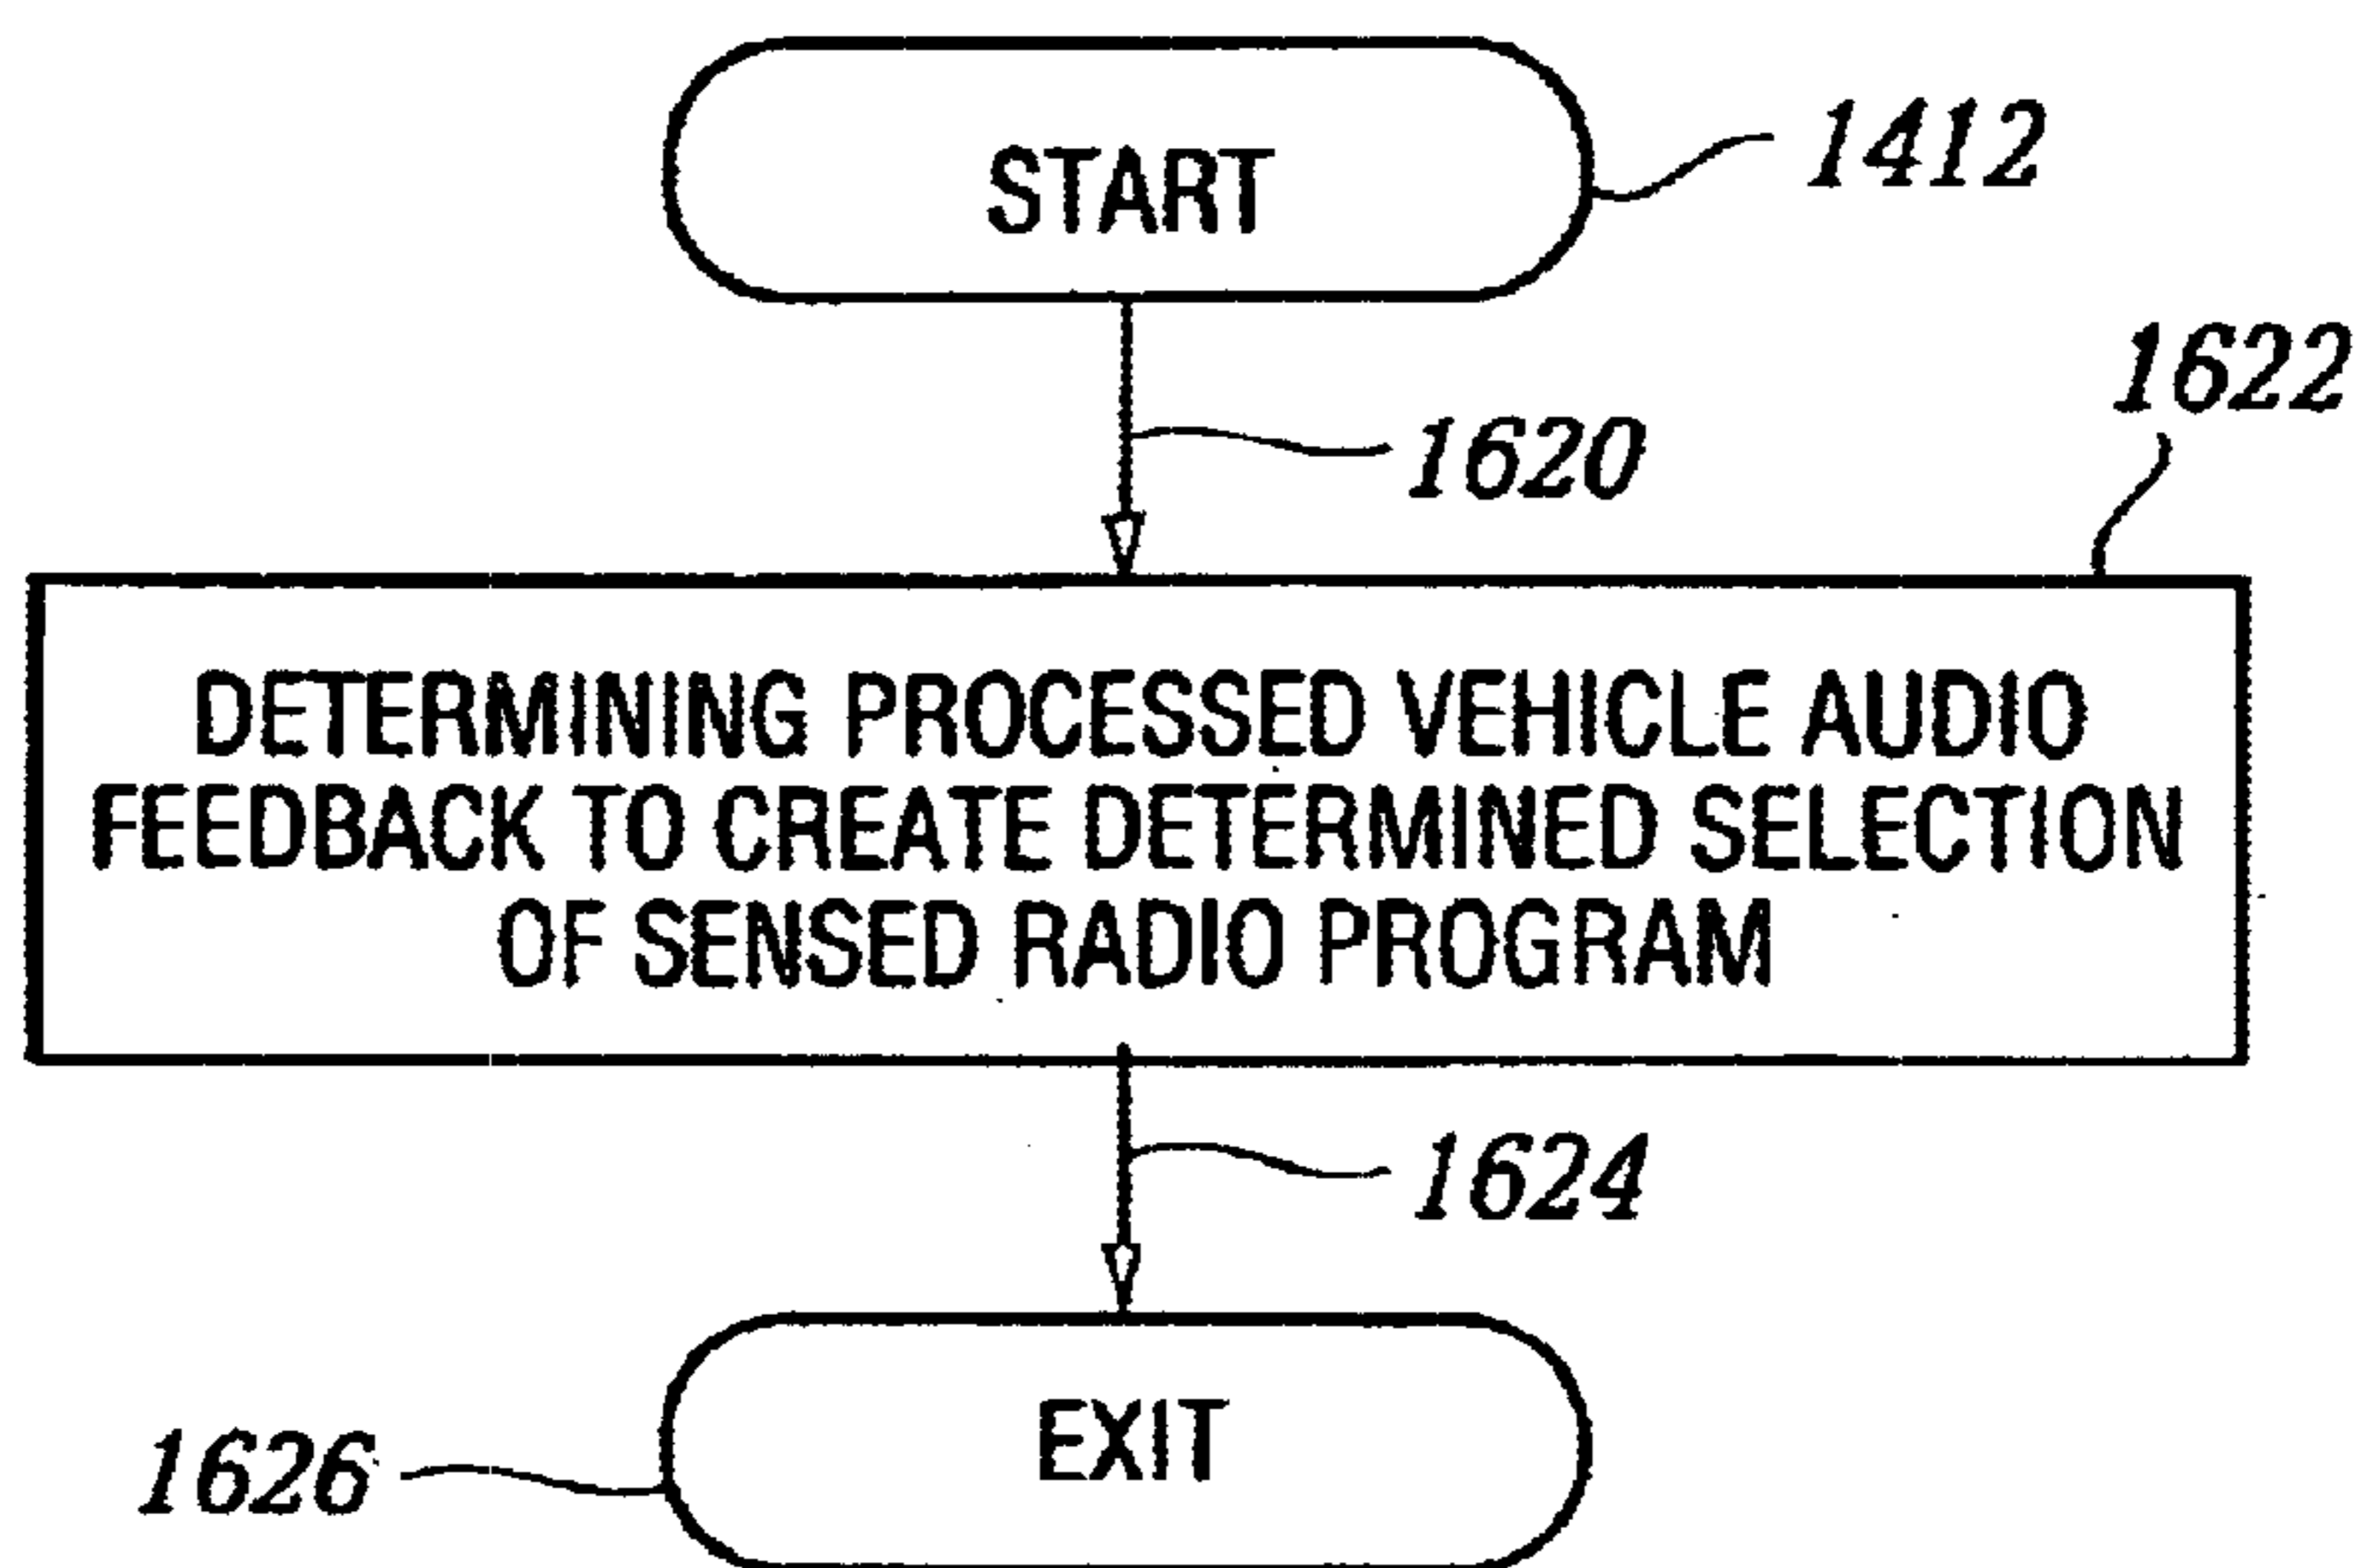 START
1412
1620
1622
DETERMINING PROCESSED VEHICLE AUDIO
FEEDBACK TO CREATE DETERMINED SELECTION
OF SENSED RADIO PROGRAM
1624
EXIT
1626